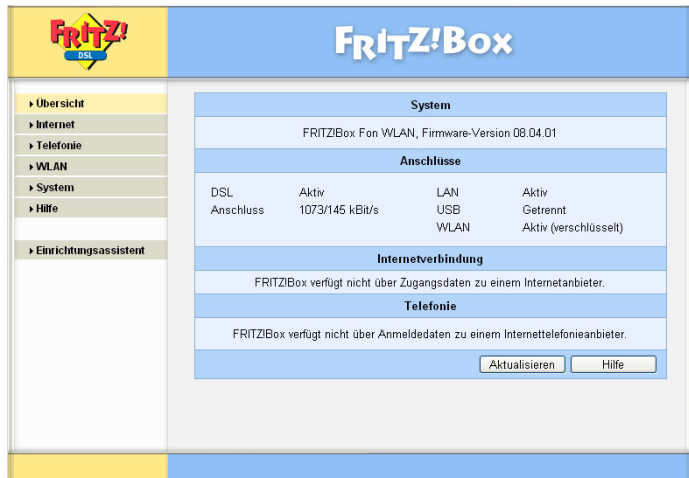 FRITZ!
DSL
FRITZ!BOX
Übersicht
Internet
Telefonie
WLAN
System
Hilfe
Einrichtungsassistent
System
FRITZ!Box Fon WLAN, Firmware-Version 08.04.01
Anschlüsse
DSL Aktiv LAN Aktiv
Anschluss 1073/145 kBit/s USB Getrennt
WLAN Aktiv (verschlüsselt)
Internetverbindung
FRITZ!Box verfügt nicht über Zugangsdaten zu einem Internetanbieter.
Telefonie
FRITZ!Box verfügt nicht über Anmeldedaten zu einem Internettelefonieanbieter.
Aktualisieren Hilfe